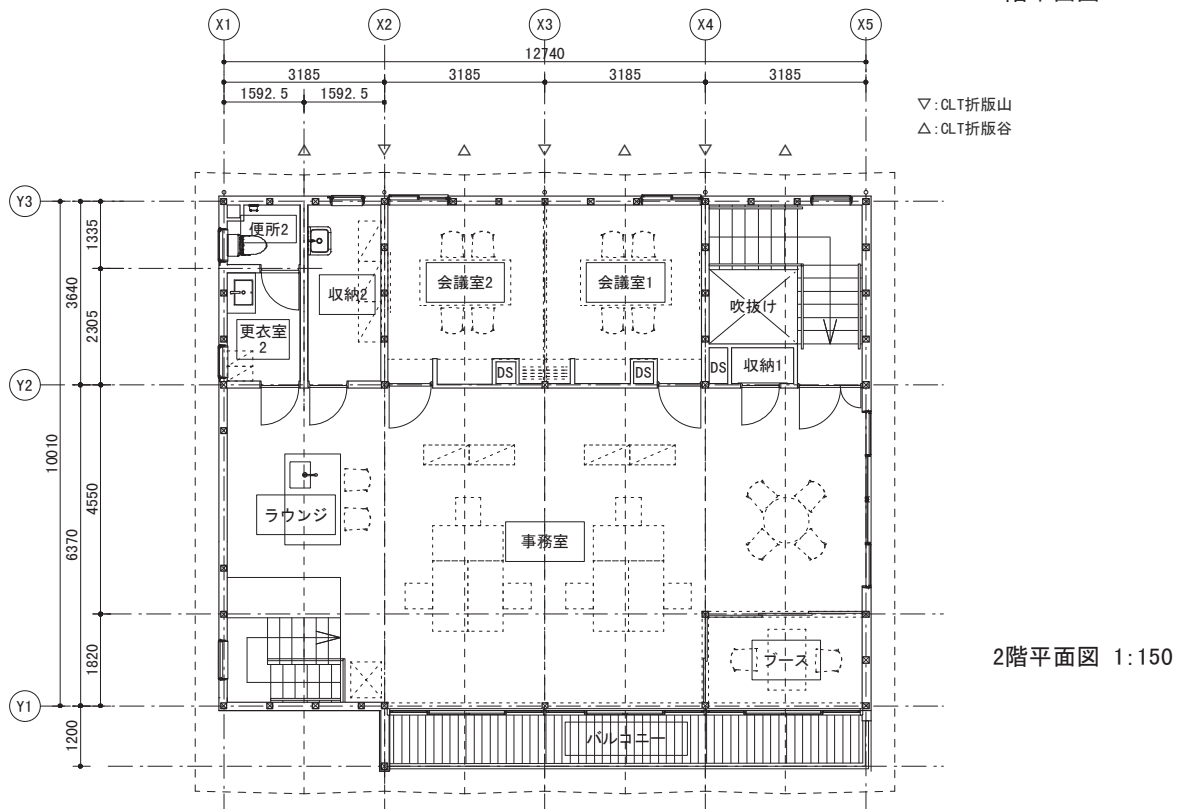 階平面図
X1 X2 X3 X4 X5
12740
3185 3185 3185 3185
1592.5 1592.5
▽:CLT折版山
△:CLT折版谷
Y3
Y2
Y1
10010
3640
6370
1335
2305
4550
1820
1200
便所2
収納2
更衣室
2
会議室2
会議室1
吹抜け
DS
DS
DS
収納1
ラウンジ
事務室
ブース
バルコニー
2階平面図 1:150